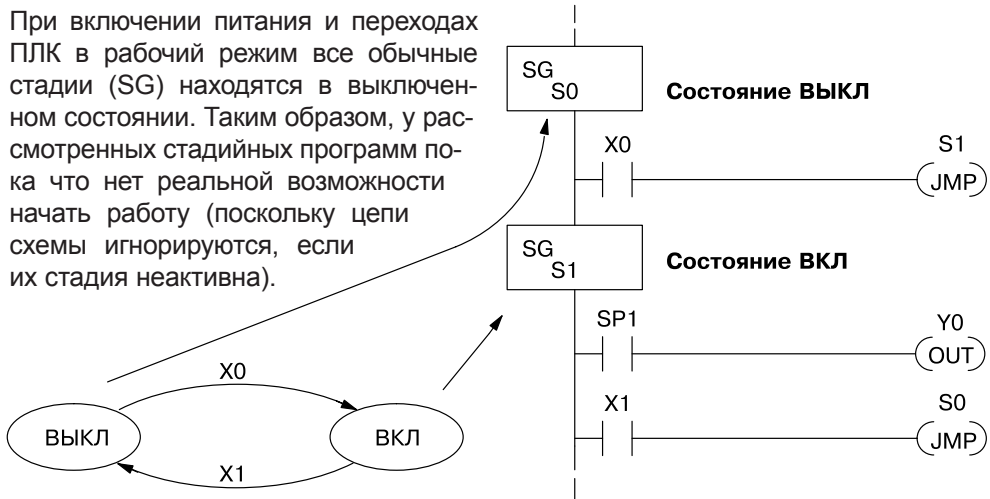 При включении питания и переходах
ПЛК в рабочий режим все обычные
стадии (SG) находятся в выключен-
ном состоянии. Таким образом, у рас-
смотренных стадийных программ по-
ка что нет реальной возможности
начать работу (поскольку цепи
схемы игнорируются, если
их стадия неактивна).
SG
S0
Состояние ВЫКЛ
X0
S1
JMP
SG
S1
Состояние ВКЛ
SP1
Y0
OUT
X1
S0
JMP
X0
ВЫКЛ
ВКЛ
X1